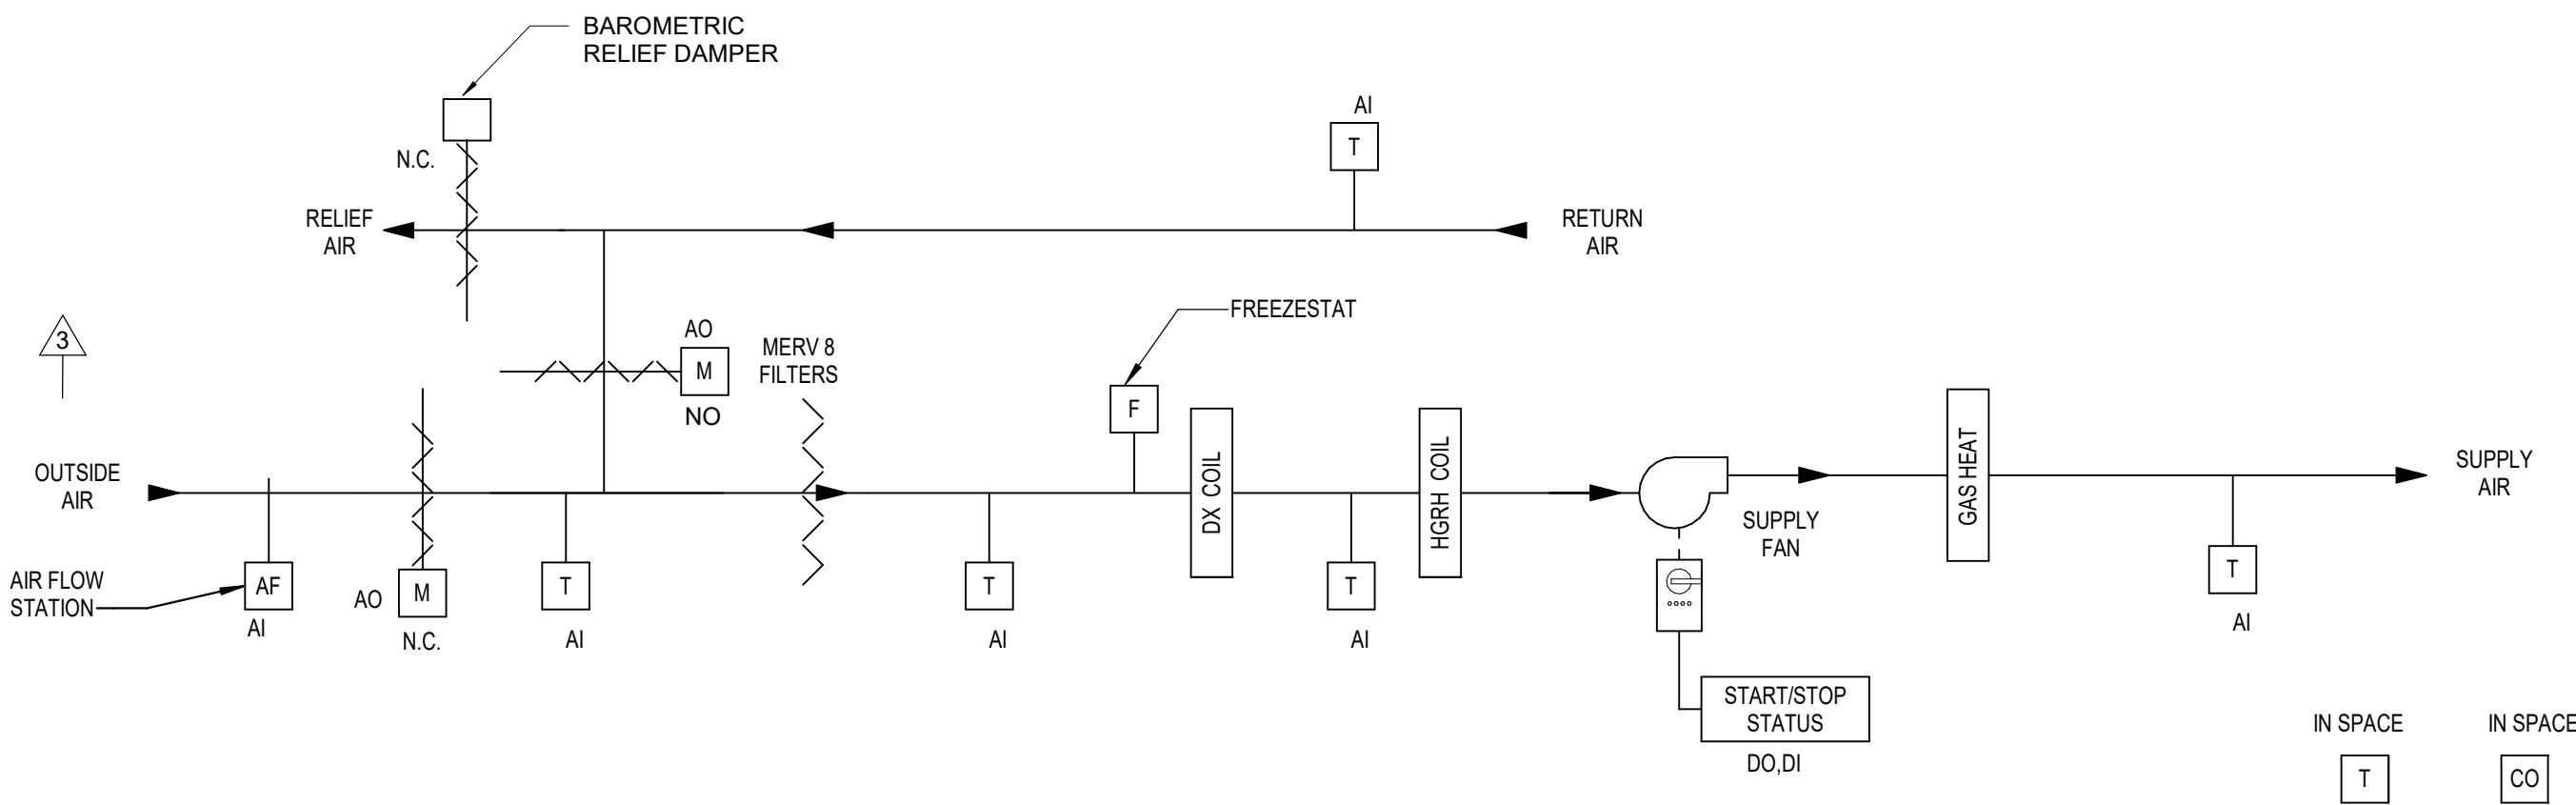 BAROMETRIC
RELIEF DAMPER
AI
T
N.C.
RELIEF
AIR
RETURN
AIR
FREEZESTAT
3
AO
M
NO
MERV 8
FILTERS
F
OUTSIDE
AIR
DX COIL
HGRH COIL
GAS HEAT
SUPPLY
AIR
SUPPLY
FAN
AIR FLOW
STATION
AF
AI
AO
M
N.C.
T
AI
T
AI
T
AI
T
AI
START/STOP
STATUS
DO,DI
IN SPACE
T
IN SPACE
CO